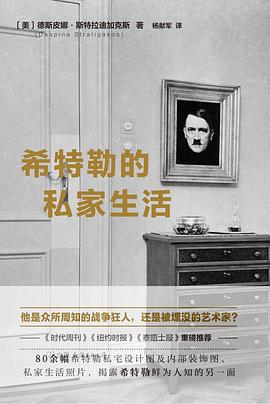 [美] 德斯皮娜·斯特拉迪加克斯 著 杨献军 译
(Despina Stratigakos)
希特勒的
私家生活
他是众所周知的战争狂人，还是被埋没的艺术家？
《时代周刊》《纽约时报》《泰晤士报》重磅推荐
80余幅希特勒私宅设计图及内部装饰图、
私家生活照片，揭露希特勒鲜为人知的另一面